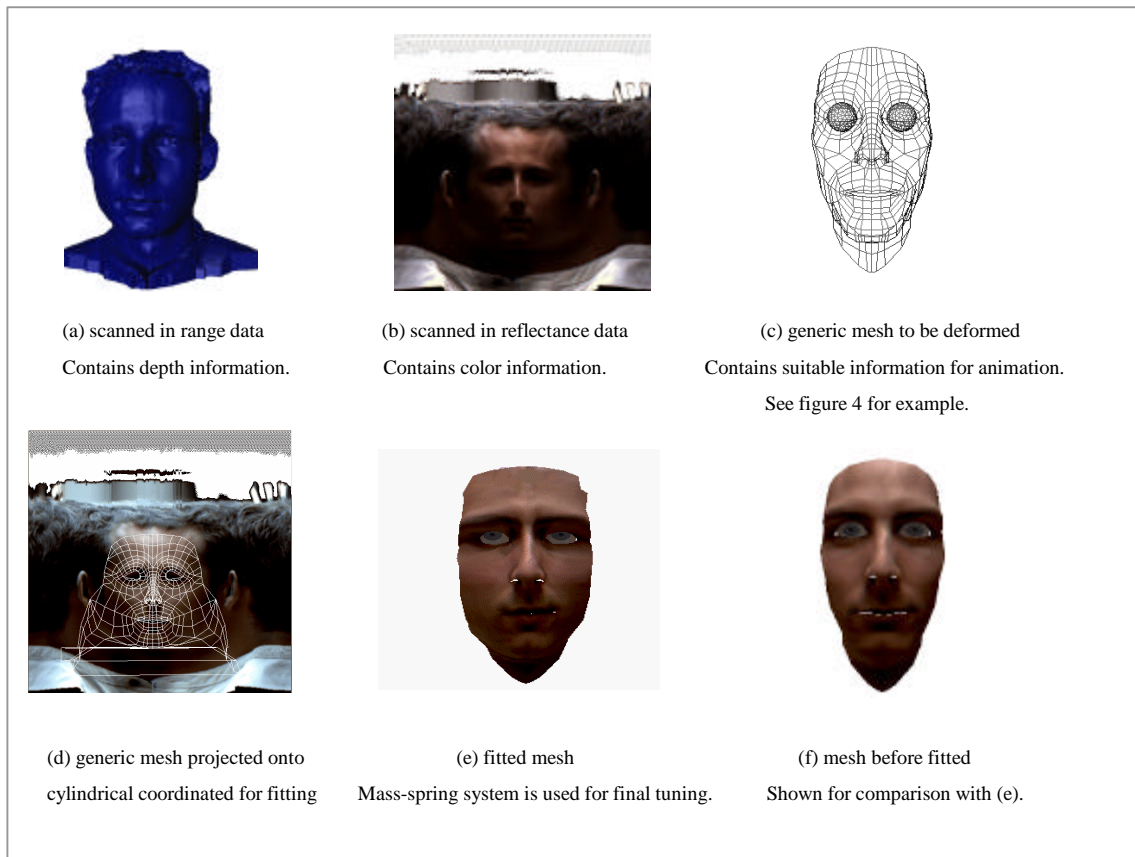 (a) scanned in range data
Contains depth information.
(b) scanned in reflectance data
Contains color information.
(c) generic mesh to be deformed
Contains suitable information for animation.
See figure 4 for example.
(d) generic mesh projected onto
cylindrical coordinated for fitting
(e) fitted mesh
Mass-spring system is used for final tuning.
(f) mesh before fitted
Shown for comparison with (e).